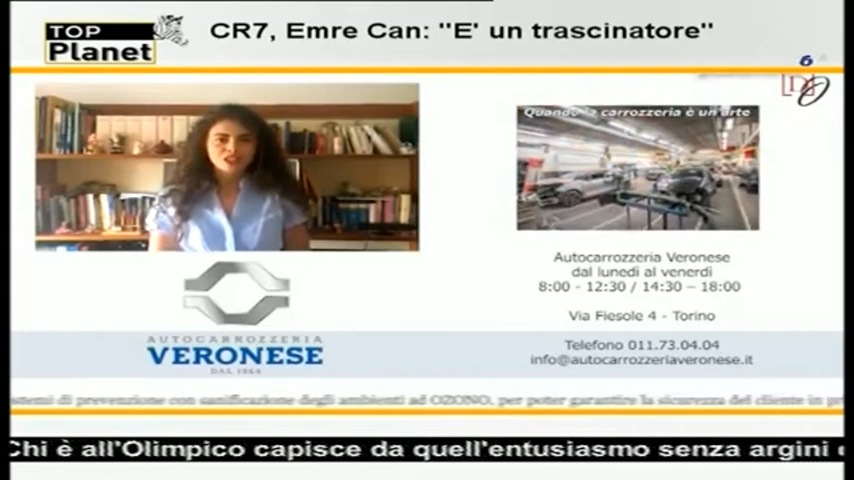 TOP
Planet
CR7, Emre Can: "E' un trascinatore"
6
Quando la carrozzeria è un'arte
Autocarrozzeria Veronese
dal lunedì al venerdì
8:00 - 12:30 / 14:30 – 18:00
Via Fiesole 4 - Torino
AUTOCARROZZERIA
VERONESE
DAL 1964
Telefono 011.73.04.04
info@autocarrozzeriaveronese.it
stemi di prevenzione con sanificazione degli ambienti ad OZONO, per poter garantire la sicurezza del cliente in
Chi è all'Olimpico capisce da quell'entusiasmo senza argini